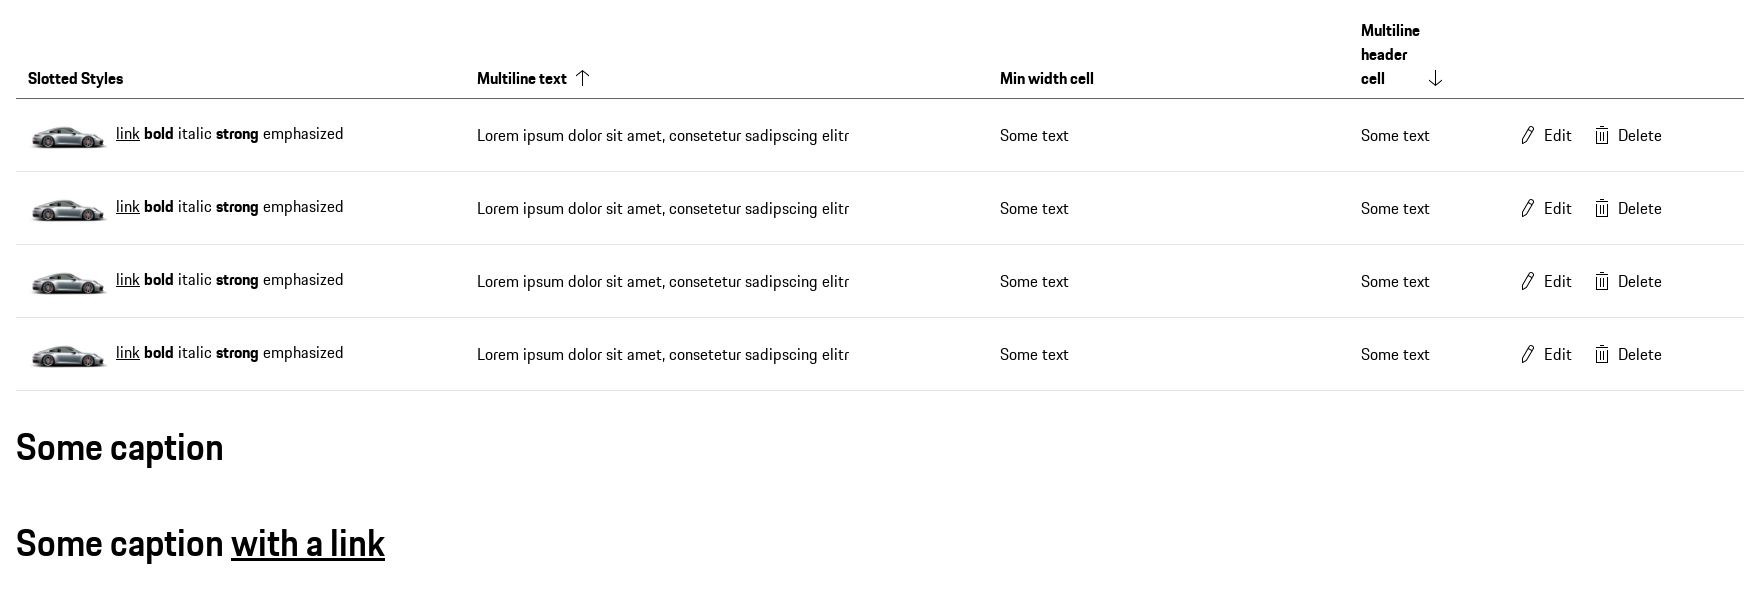 Slotted Styles Multiline text Min width cell Multiline
header
cell
link bold italic strong emphasized Lorem ipsum dolor sit amet, consetetur sadipscing elitr Some text Some text Edit Delete
link bold italic strong emphasized Lorem ipsum dolor sit amet, consetetur sadipscing elitr Some text Some text Edit Delete
link bold italic strong emphasized Lorem ipsum dolor sit amet, consetetur sadipscing elitr Some text Some text Edit Delete
link bold italic strong emphasized Lorem ipsum dolor sit amet, consetetur sadipscing elitr Some text Some text Edit Delete
Some caption
Some caption with a link